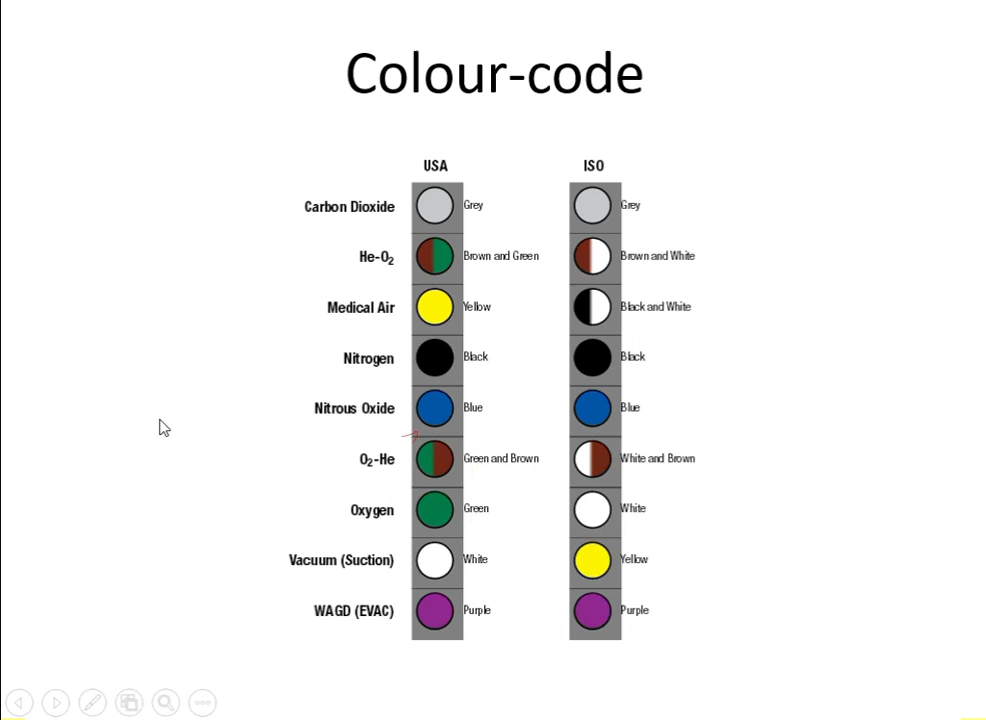 Colour-code
USA ISO
Carbon Dioxide Grey Grey
He-O₂ Brown and Green Brown and White
Medical Air Yellow Black and White
Nitrogen Black Black
Nitrous Oxide Blue Blue
O₂-He Green and Brown White and Brown
Oxygen Green White
Vacuum (Suction) White Yellow
WAGD (EVAC) Purple Purple